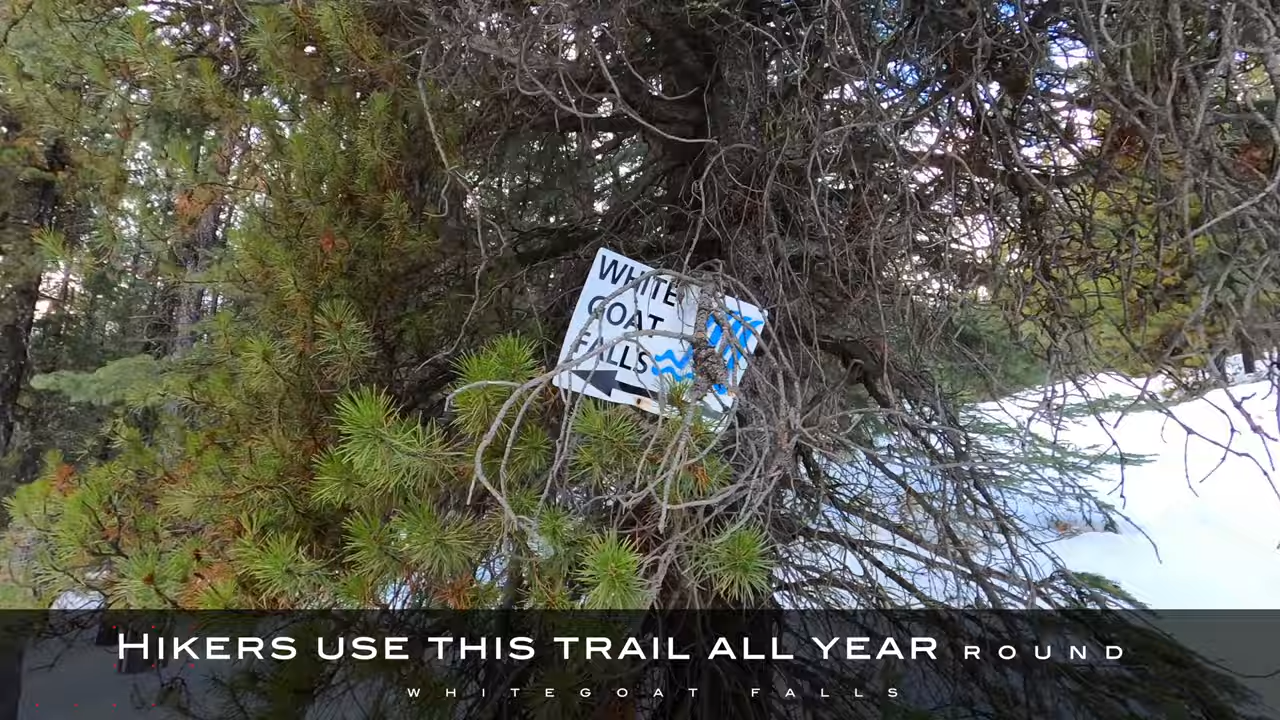 WHITE
GOAT
FALLS
HIKERS USE THIS TRAIL ALL YEAR ROUND
WHITEGOAT FALLS